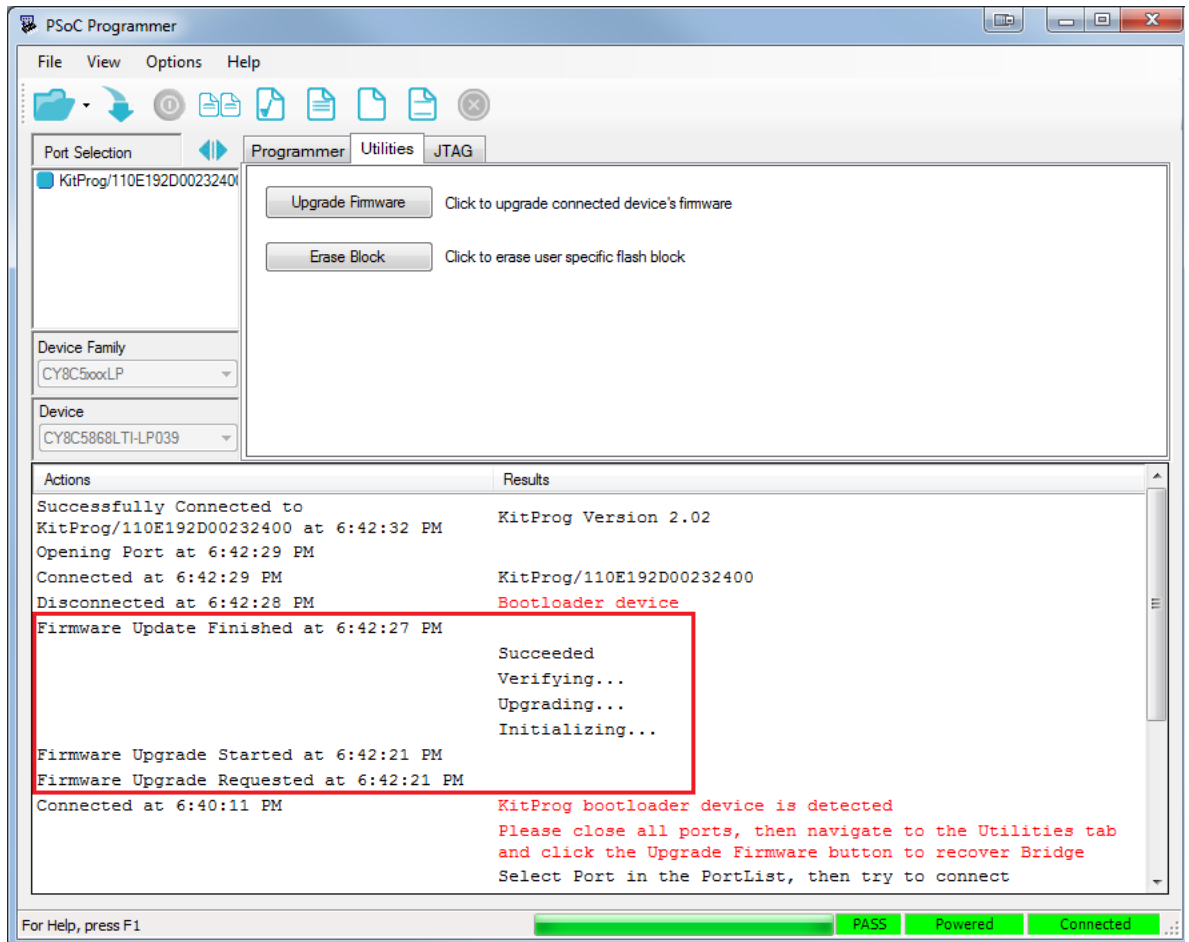 PSoC Programmer
File View Options Help
Port Selection
Programmer Utilities JTAG
KitProg/110E192D00232400
Upgrade Firmware Click to upgrade connected device's firmware
Erase Block Click to erase user specific flash block
Device Family
CY8C5xxxLP
Device
CY8C5868LTI-LP039
Actions Results
Successfully Connected to
KitProg/110E192D00232400 at 6:42:32 PM KitProg Version 2.02
Opening Port at 6:42:29 PM
Connected at 6:42:29 PM KitProg/110E192D00232400
Disconnected at 6:42:28 PM Bootloader device
Firmware Update Finished at 6:42:27 PM
Succeeded
Verifying...
Upgrading...
Initializing...
Firmware Upgrade Started at 6:42:21 PM
Firmware Upgrade Requested at 6:42:21 PM
Connected at 6:40:11 PM KitProg bootloader device is detected
Please close all ports, then navigate to the Utilities tab
and click the Upgrade Firmware button to recover Bridge
Select Port in the PortList, then try to connect
For Help, press F1 PASS Powered Connected